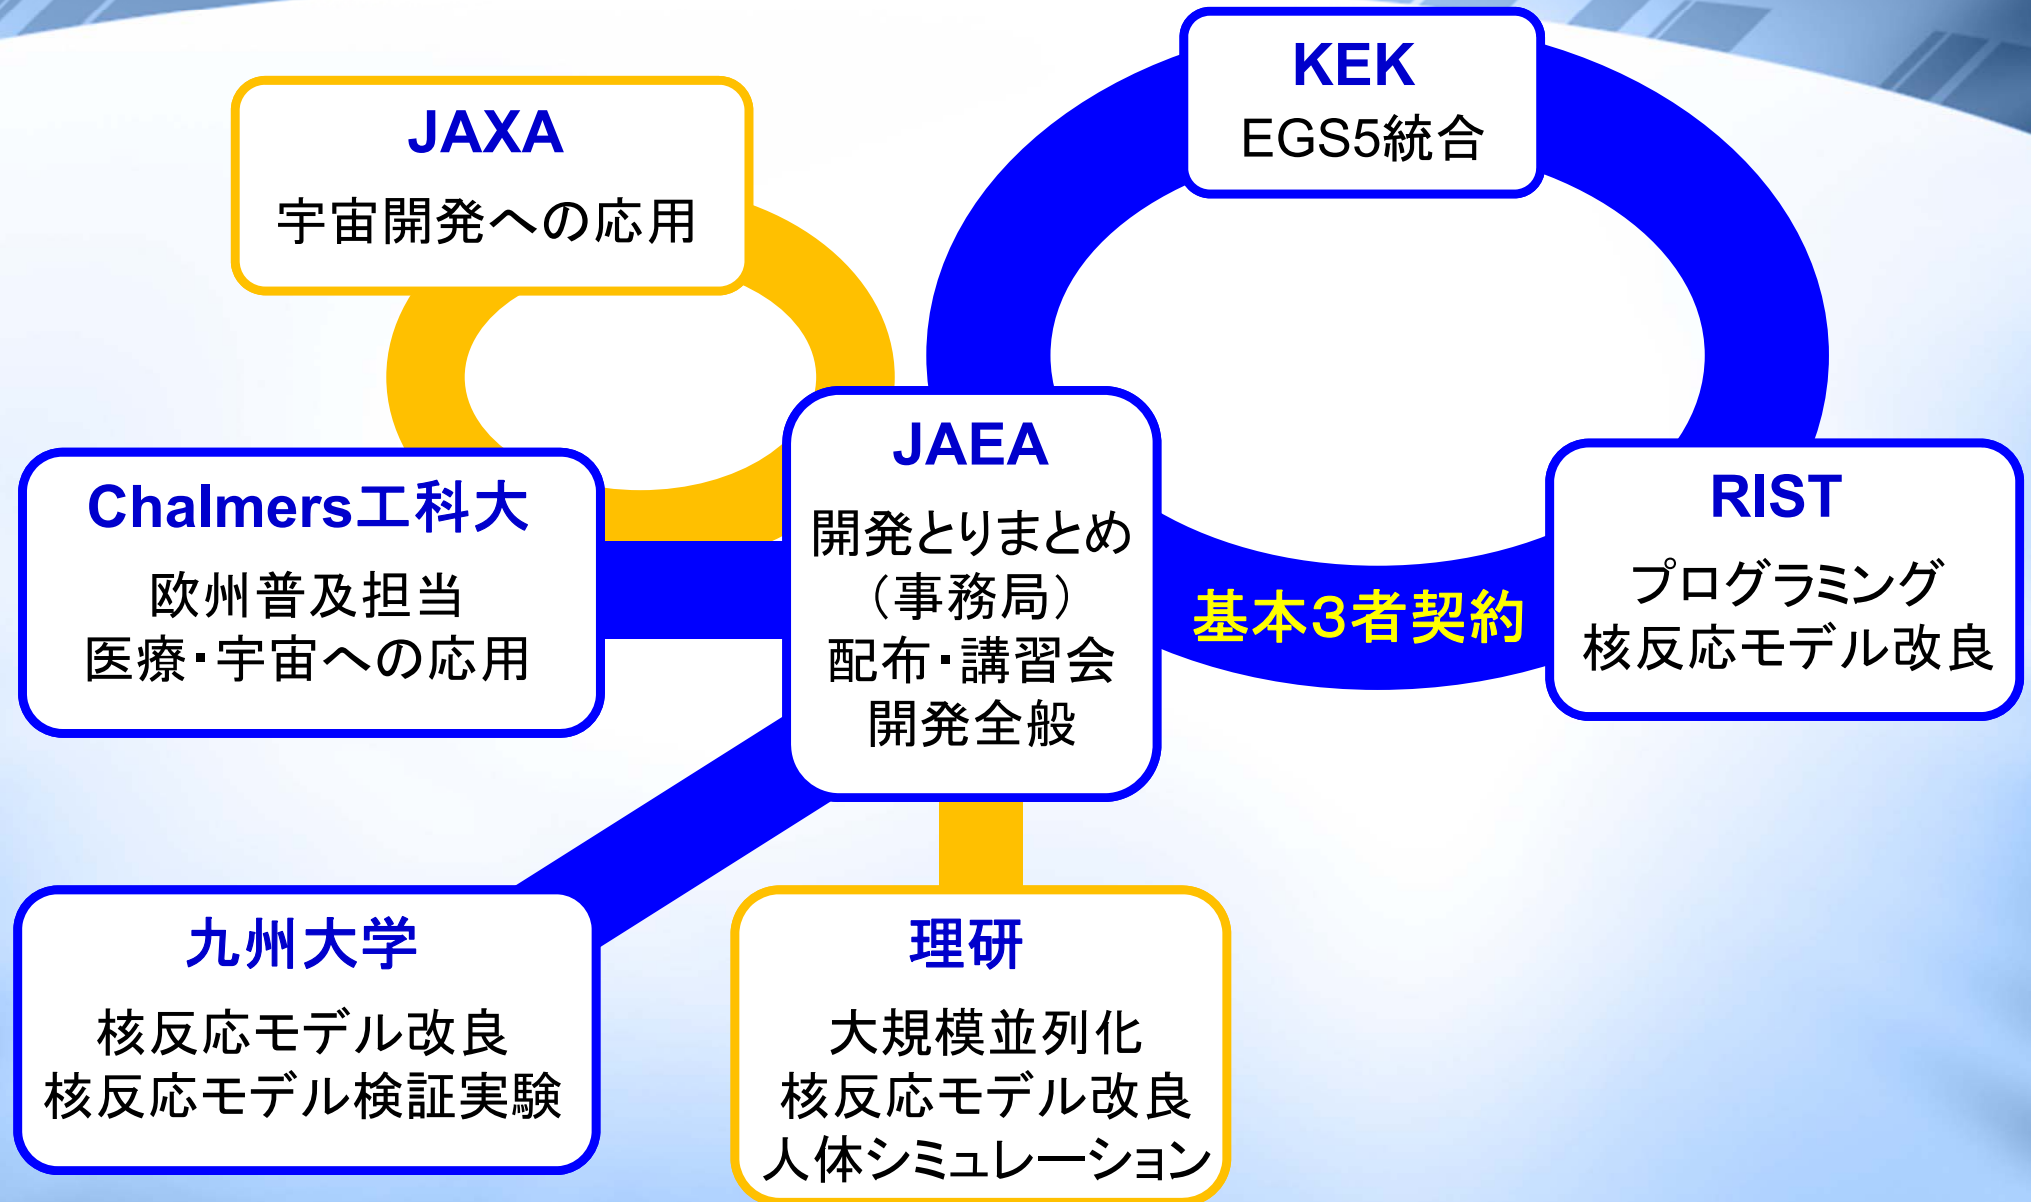 KEK
EGS5統合
JAXA
宇宙開発への応用
JAEA
開発とりまとめ
（事務局）
配布・講習会
開発全般
Chalmers工科大
欧州普及担当
医療・宇宙への応用
基本３者契約
RIST
プログラミング
核反応モデル改良
九州大学
核反応モデル改良
核反応モデル検証実験
理研
大規模並列化
核反応モデル改良
人体シミュレーション